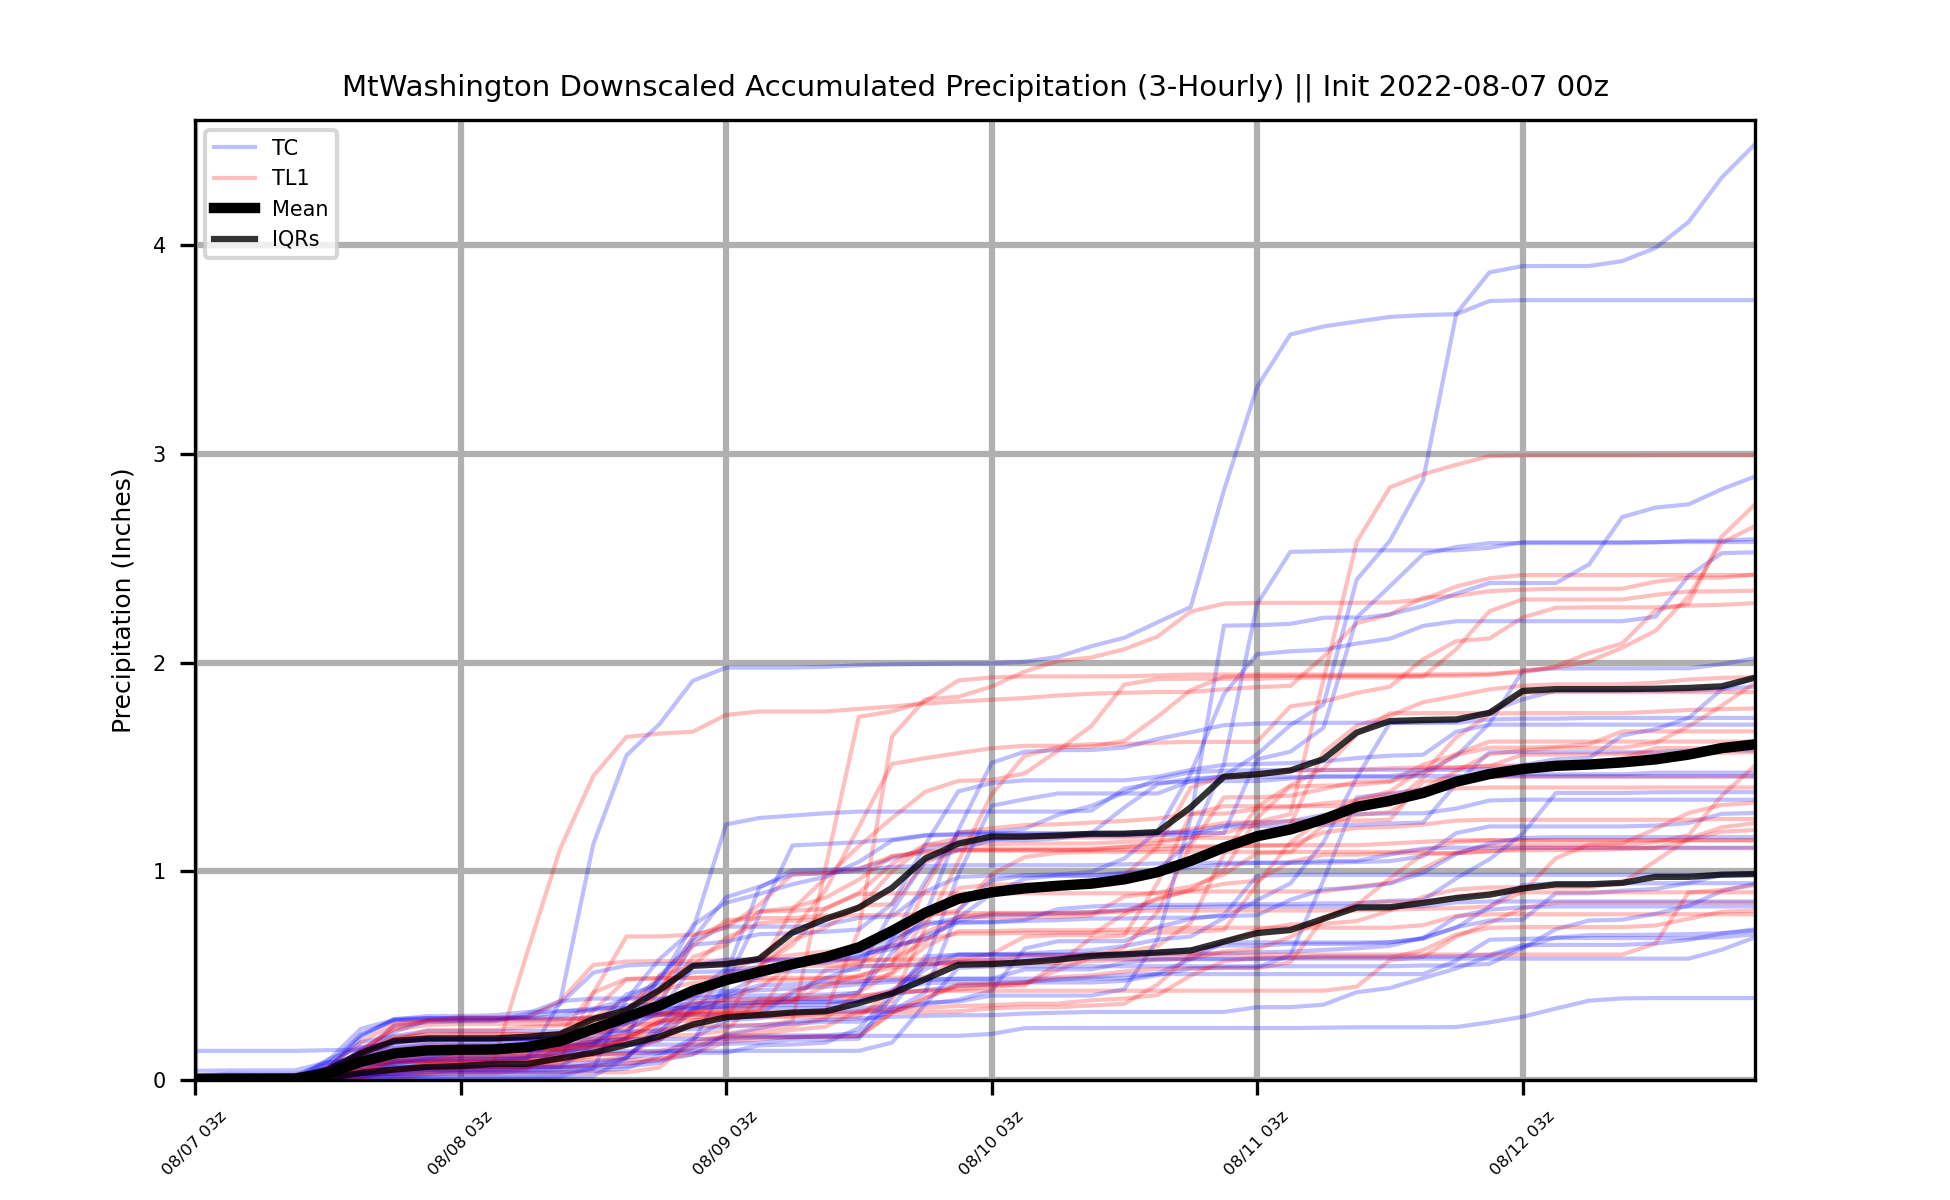 MtWashington Downscaled Accumulated Precipitation (3-Hourly) || Init 2022-08-07 00z
TC
TL1
Mean
IQRs
Precipitation (Inches)
4
3
2
1
0
08/07 03z
08/08 03z
08/09 03z
08/10 03z
08/11 03z
08/12 03z